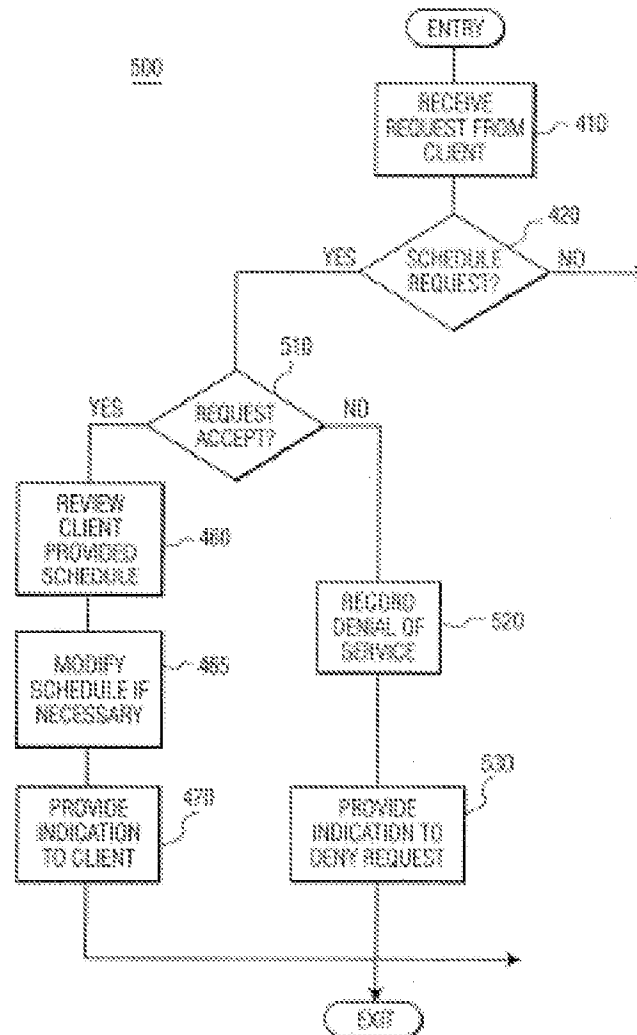 ENTRY
500
RECEIVE
REQUEST FROM
CLIENT
410
420
SCHEDULE
REQUEST?
YES
NO
510
REQUEST
ACCEPT?
YES
NO
REVIEW
CLIENT
PROVIDED
SCHEDULE
460
RECORD
DENIAL OF
SERVICE
520
MODIFY
SCHEDULE IF
NECESSARY
465
PROVIDE
INDICATION
TO CLIENT
470
PROVIDE
INDICATION TO
DENY REQUEST
530
EXIT